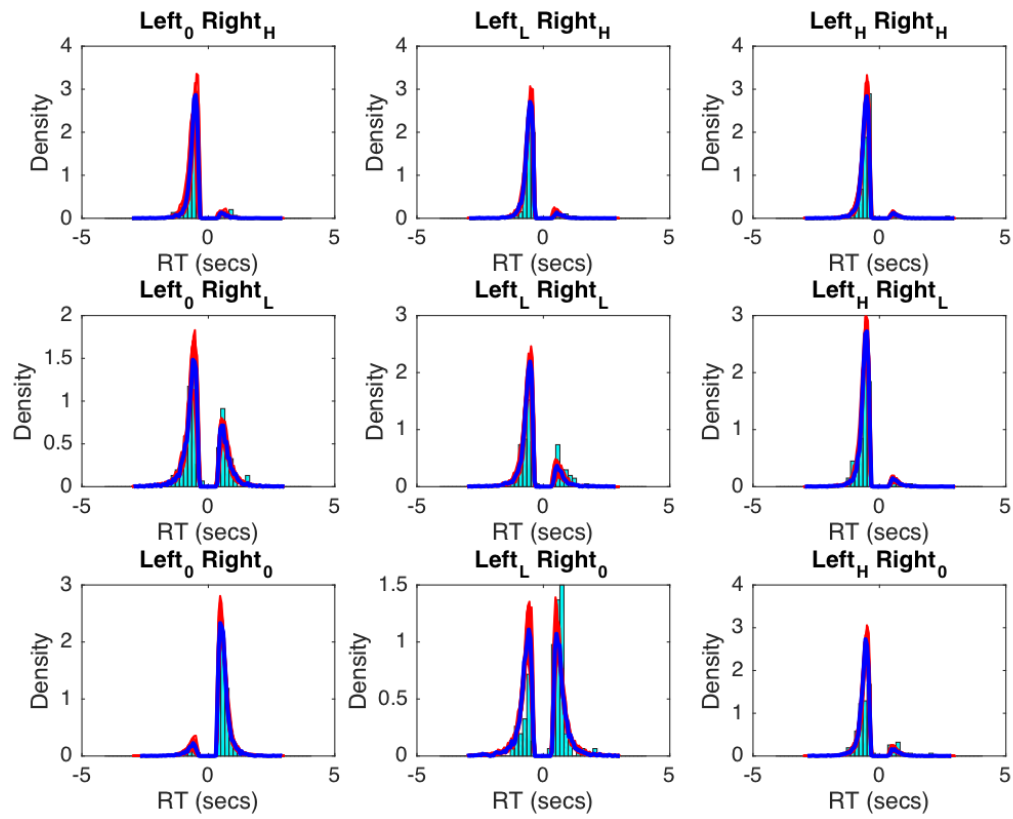 Left0 RightH LeftL RightH LeftH RightH
4 4 4
3 3 3
2 2 2
1 1 1
0 0 0
Density Density Density
-5 0 5 -5 0 5 -5 0 5
RT (secs) RT (secs) RT (secs)
Left0 RightL LeftL RightL LeftH RightL
2 3 3
1.5 2 2
1 1 1
0.5 0 0
0
Density Density Density
-5 0 5 -5 0 5 -5 0 5
RT (secs) RT (secs) RT (secs)
Left0 Right0 LeftL Right0 LeftH Right0
3 1.5 4
2 1 3
1 0.5 2
0 0 1
0
Density Density Density
-5 0 5 -5 0 5 -5 0 5
RT (secs) RT (secs) RT (secs)